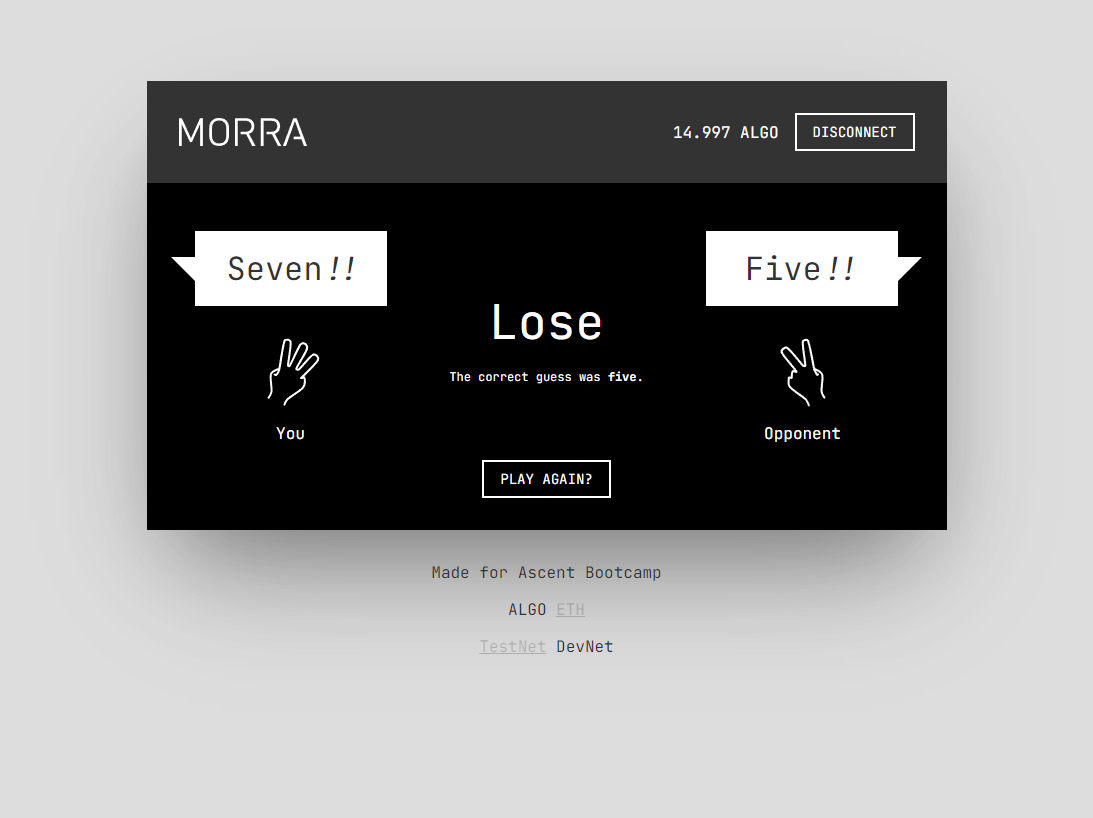 MORRA
14.997 ALGO
DISCONNECT
Seven!!
Five!!
Lose
The correct guess was five.
You
Opponent
PLAY AGAIN?
Made for Ascent Bootcamp
ALGO ETH
TestNet DevNet